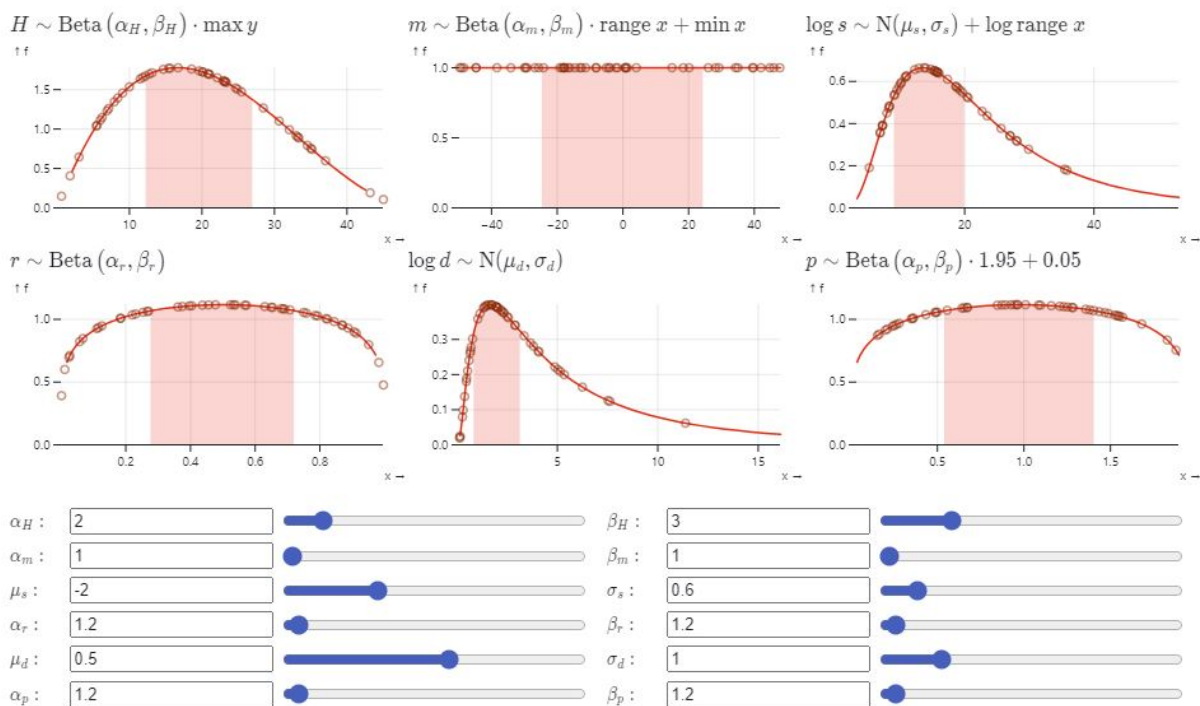 H ~ Beta (α_H, β_H) · max y
m ~ Beta (α_m, β_m) · range x + min x
log s ~ N(μ_s, σ_s) + log range x
↑ f
↑ f
↑ f
1.5
1.0
0.5
0.0
10
20
30
40
x →
1.0
0.5
0.0
−40
−20
0
20
40
x →
0.6
0.4
0.2
0.0
20
40
x →
r ~ Beta (α_r, β_r)
log d ~ N(μ_d, σ_d)
p ~ Beta (α_p, β_p) · 1.95 + 0.05
↑ f
↑ f
↑ f
1.0
0.5
0.0
0.2
0.4
0.6
0.8
x →
0.3
0.2
0.1
0.0
5
10
15
x →
1.0
0.5
0.0
0.5
1.0
1.5
x →
α_H : 2
β_H : 3
α_m : 1
β_m : 1
μ_s : -2
σ_s : 0.6
α_r : 1.2
β_r : 1.2
μ_d : 0.5
σ_d : 1
α_p : 1.2
β_p : 1.2